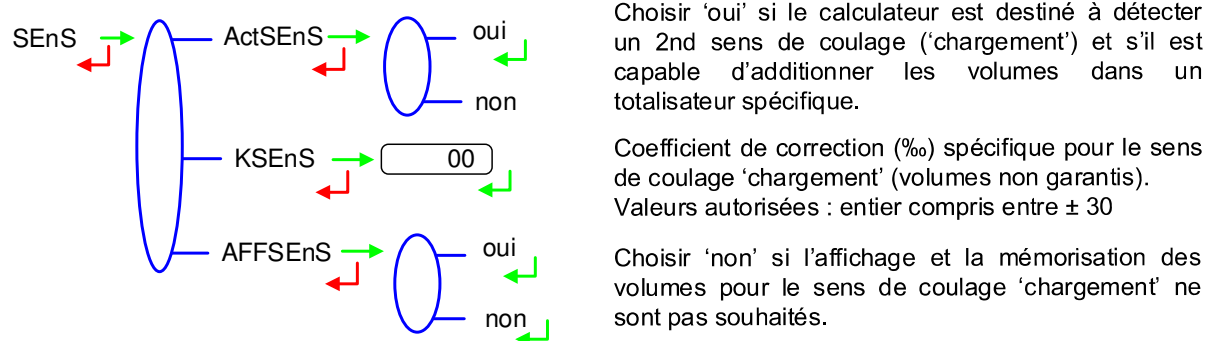 SEnS
ActSEnS
oui
non
Choisir ‘oui’ si le calculateur est destiné à détecter
un 2nd sens de coulage (‘chargement’) et s’il est
capable d’additionner les volumes dans un
totalisateur spécifique.
KSEnS
00
Coefficient de correction (‰) spécifique pour le sens
de coulage ‘chargement’ (volumes non garantis).
Valeurs autorisées : entier compris entre ± 30
AFFSEnS
oui
non
Choisir ‘non’ si l’affichage et la mémorisation des
volumes pour le sens de coulage ‘chargement’ ne
sont pas souhaités.